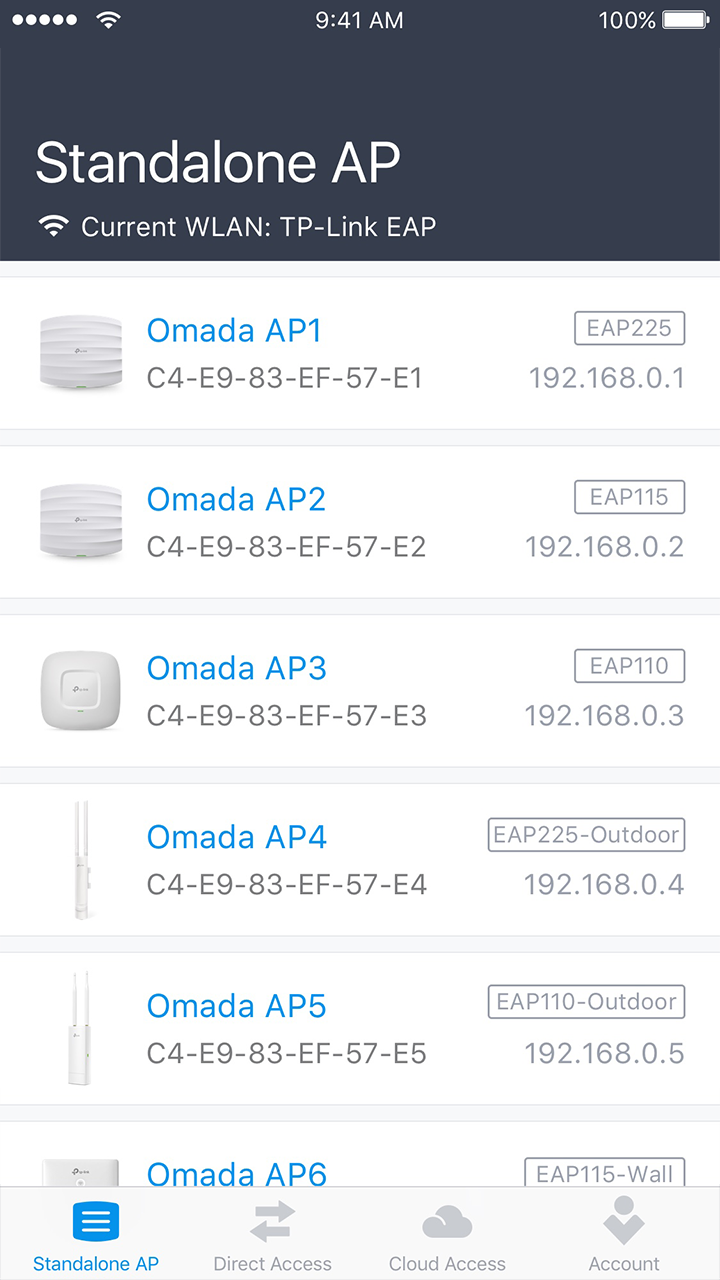 9:41 AM 100%
Standalone AP
Current WLAN: TP-Link EAP
Omada AP1 EAP225
C4-E9-83-EF-57-E1 192.168.0.1
Omada AP2 EAP115
C4-E9-83-EF-57-E2 192.168.0.2
Omada AP3 EAP110
C4-E9-83-EF-57-E3 192.168.0.3
Omada AP4 EAP225-Outdoor
C4-E9-83-EF-57-E4 192.168.0.4
Omada AP5 EAP110-Outdoor
C4-E9-83-EF-57-E5 192.168.0.5
Omada AP6 EAP115-Wall
Standalone AP Direct Access Cloud Access Account